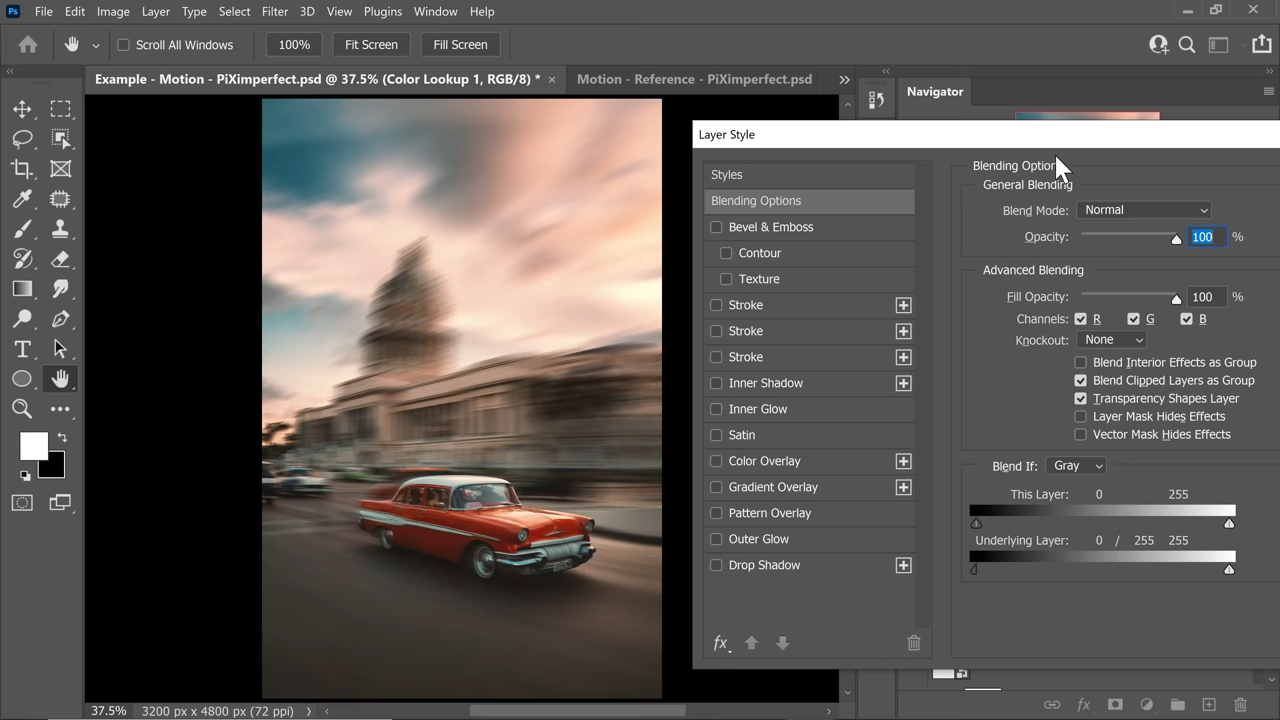 Ps File Edit Image Layer Type Select Filter 3D View Plugins Window Help
Scroll All Windows 100% Fit Screen Fill Screen
Example - Motion - PiXimperfect.psd @ 37.5% (Color Lookup 1, RGB/8) * × Motion - Reference - PiXimperfect.psd
Navigator
Layer Style
Styles
Blending Options
Bevel & Emboss
Contour
Texture
Stroke
Stroke
Stroke
Inner Shadow
Inner Glow
Satin
Color Overlay
Gradient Overlay
Pattern Overlay
Outer Glow
Drop Shadow
fx
Blending Option
General Blending
Blend Mode: Normal
Opacity: 100 %
Advanced Blending
Fill Opacity: 100 %
Channels: R G B
Knockout: None
Blend Interior Effects as Group
Blend Clipped Layers as Group
Transparency Shapes Layer
Layer Mask Hides Effects
Vector Mask Hides Effects
Blend If: Gray
This Layer: 0 255
Underlying Layer: 0 / 255 255
37.5% 3200 px x 4800 px (72 ppi)
fx